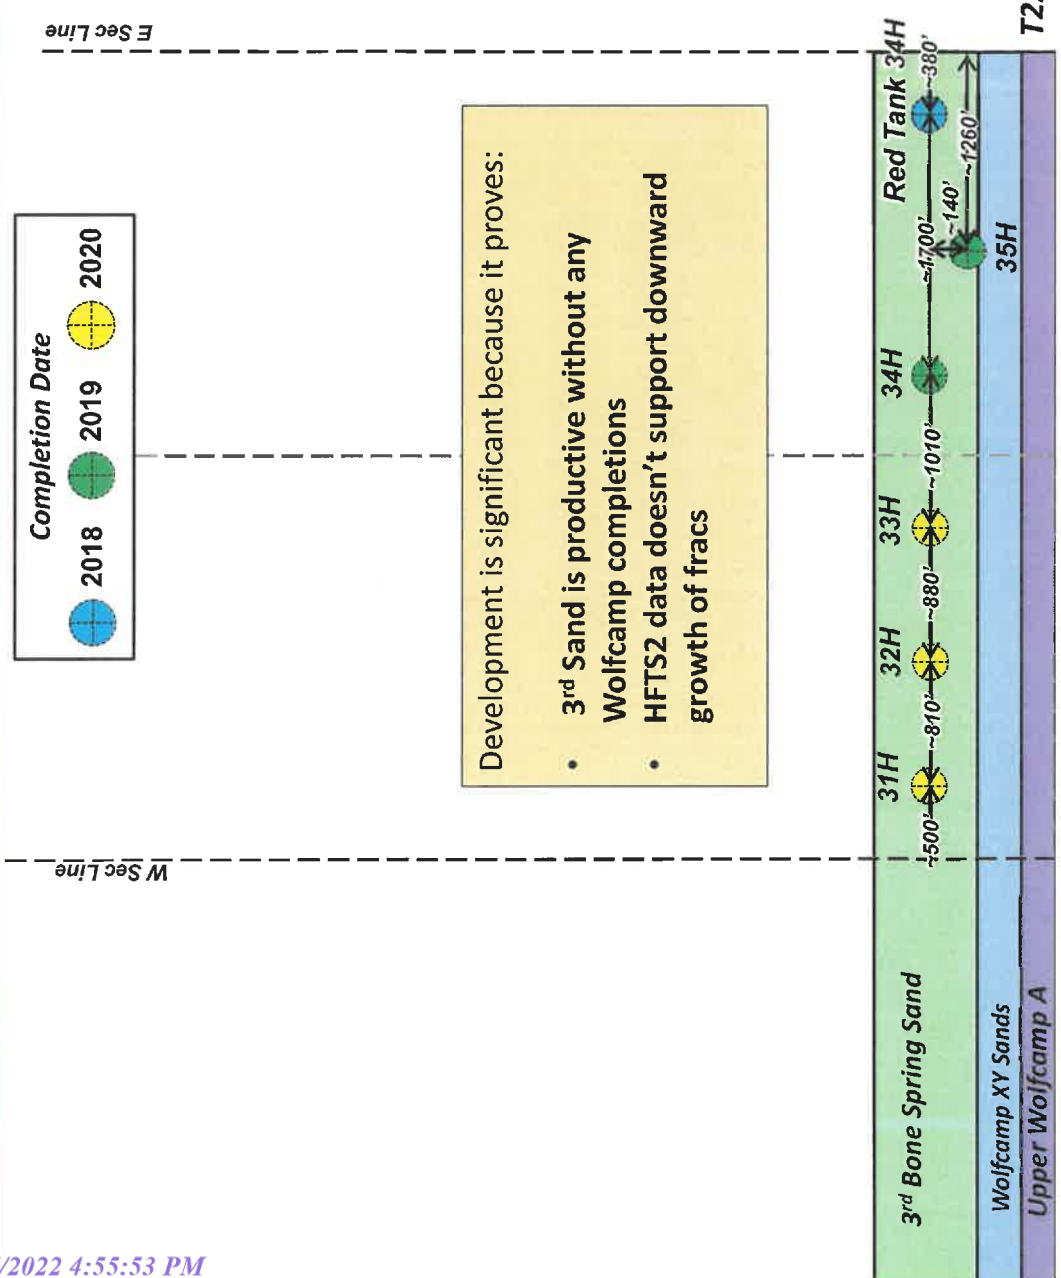 Completion Date
2018 2019 2020
W Sec Line
E Sec Line
Development is significant because it proves:
• 3rd Sand is productive without any
Wolfcamp completions
• HFTS2 data doesn't support downward
growth of fracs
3rd Bone Spring Sand
31H
32H
33H
34H
Red Tank 34H
~500'
~810'
~880'
~1010'
~1700'
~380'
~140'
~1260'
35H
Wolfcamp XY Sands
Upper Wolfcamp A
/2022 4:55:53 PM